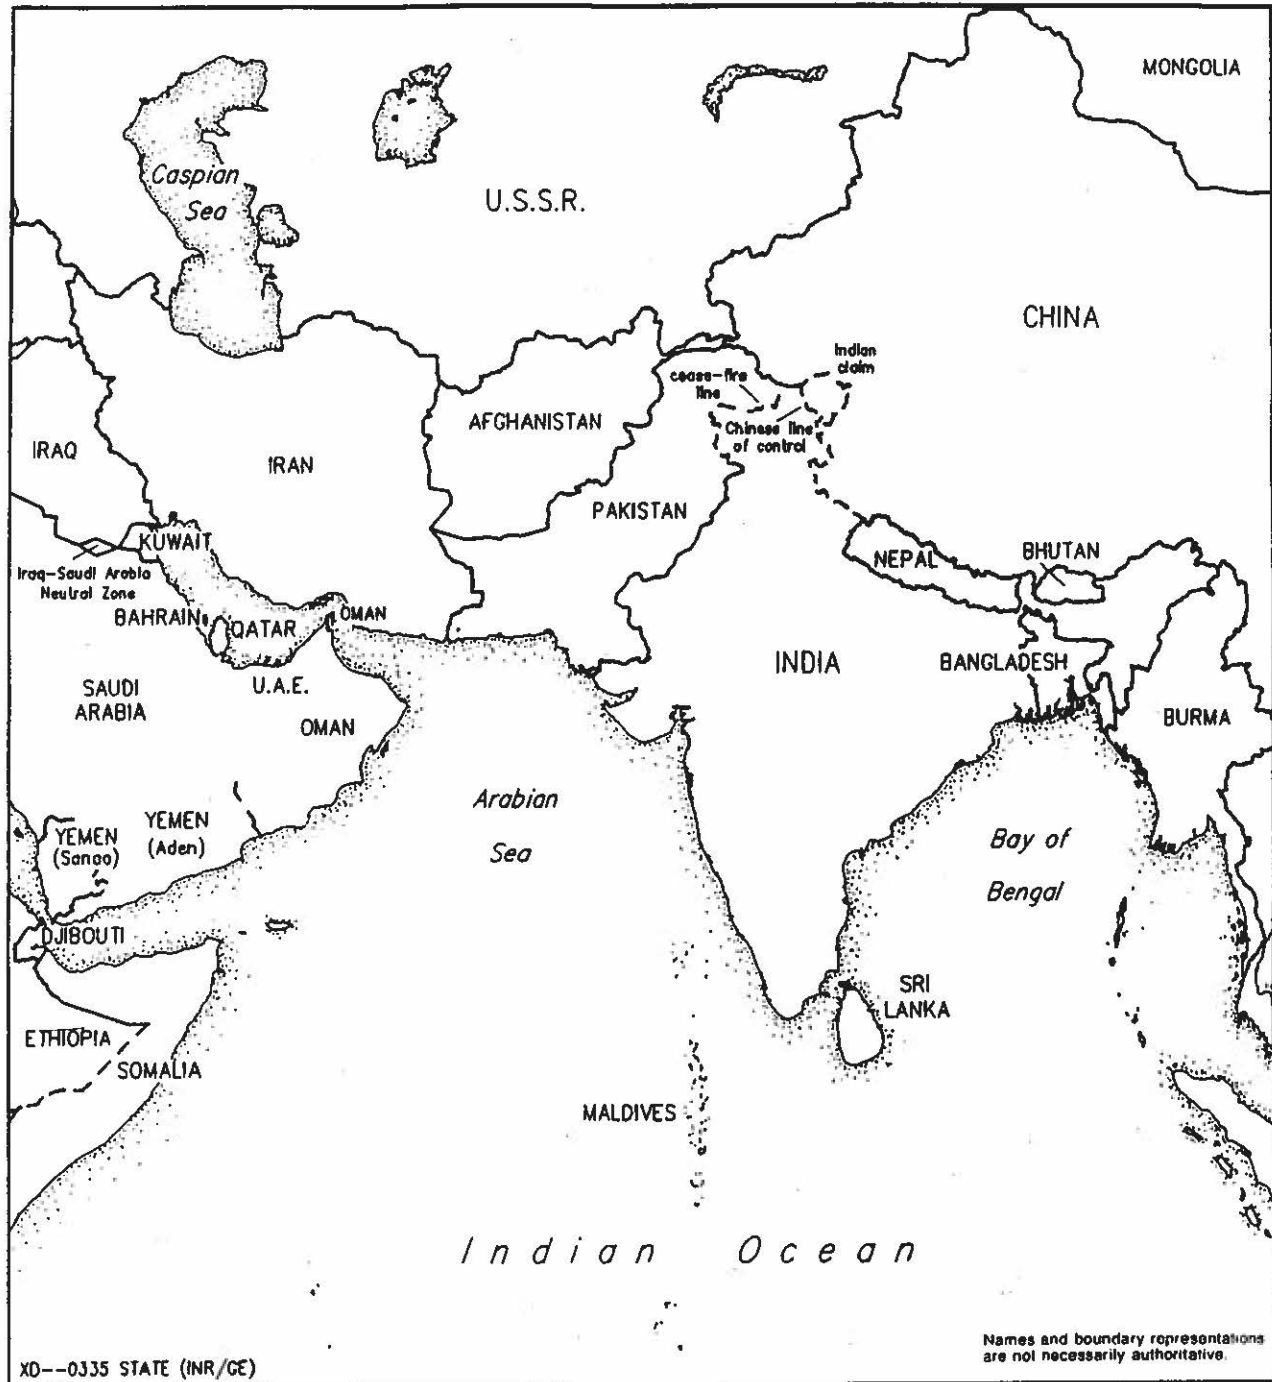 MONGOLIA
Caspian
Sea
U.S.S.R.
CHINA
Indian
claim
cease-fire
line
AFGHANISTAN
Chinese line
of control
IRAQ
IRAN
PAKISTAN
KUWAIT
NEPAL
BHUTAN
Iraq-Saudi Arabia
Neutral Zone
BAHRAIN
QATAR
OMAN
INDIA
BANGLADESH
U.A.E.
SAUDI
ARABIA
OMAN
BURMA
Arabian
Sea
YEMEN
(Sanaa)
YEMEN
(Aden)
Bay of
Bengal
DJIBOUTI
SRI
LANKA
ETHIOPIA
SOMALIA
MALDIVES
Indian Ocean
Names and boundary representations
are not necessarily authoritative.
XD--0335 STATE (INR/GE)